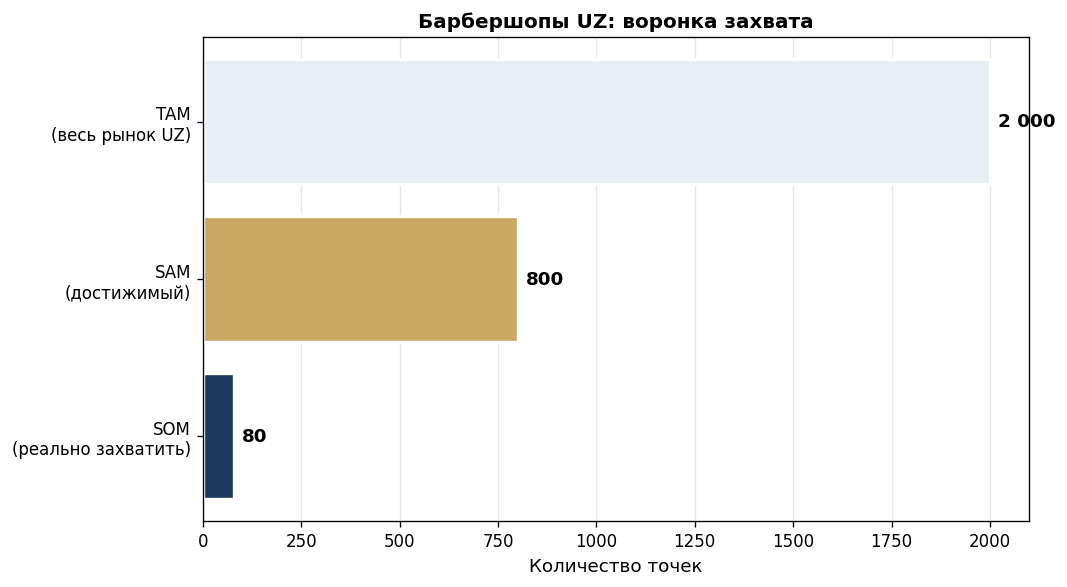 Барбершопы UZ: воронка захвата
TAM
(весь рынок UZ)
2 000
SAM
(достижимый)
800
SOM
(реально захватить)
80
0 250 500 750 1000 1250 1500 1750 2000
Количество точек